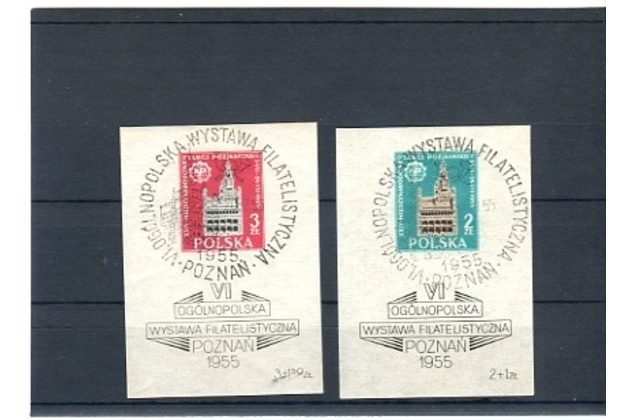 VI. OGÓLNOPOLSKA WYSTAWA FILATELISTYCZNA
3 ZŁ
POLSKA
1955
· POZNAŃ ·
VI
OGÓLNOPOLSKA
WYSTAWA FILATELISTYCZNA
POZNAŃ
1955
VI. OGÓLNOPOLSKA WYSTAWA FILATELISTYCZNA
2 ZŁ
POLSKA
1955
· POZNAŃ ·
VI
OGÓLNOPOLSKA
WYSTAWA FILATELISTYCZNA
POZNAŃ
1955
2+1 ZŁ